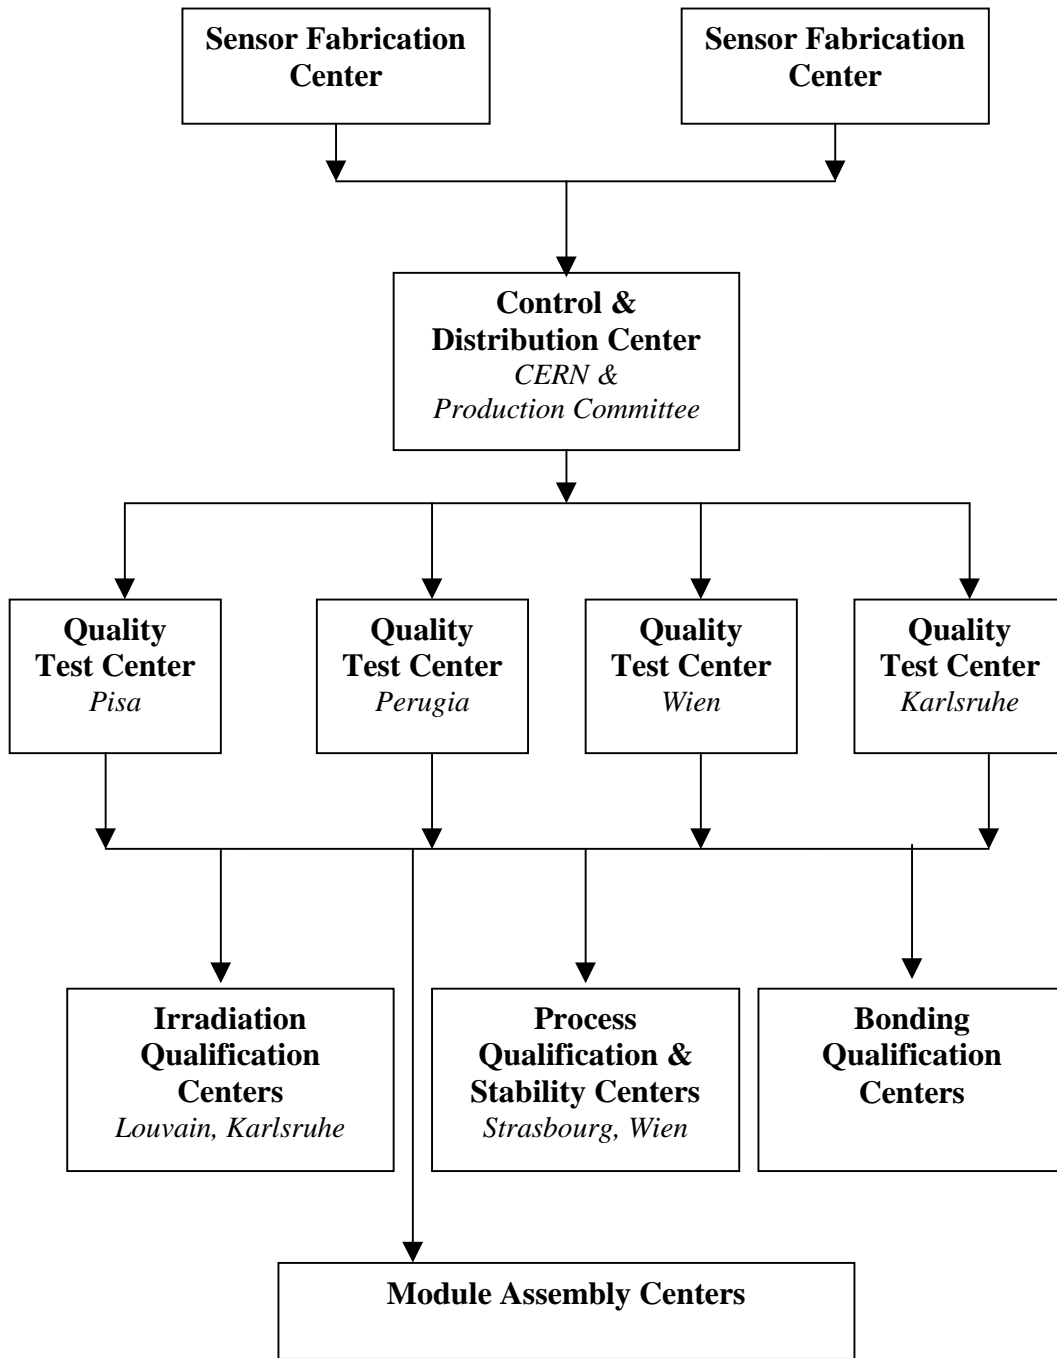 Sensor Fabrication
Center
Sensor Fabrication
Center
Control &
Distribution Center
CERN &
Production Committee
Quality
Test Center
Pisa
Quality
Test Center
Perugia
Quality
Test Center
Wien
Quality
Test Center
Karlsruhe
Irradiation
Qualification
Centers
Louvain, Karlsruhe
Process
Qualification &
Stability Centers
Strasbourg, Wien
Bonding
Qualification
Centers
Module Assembly Centers